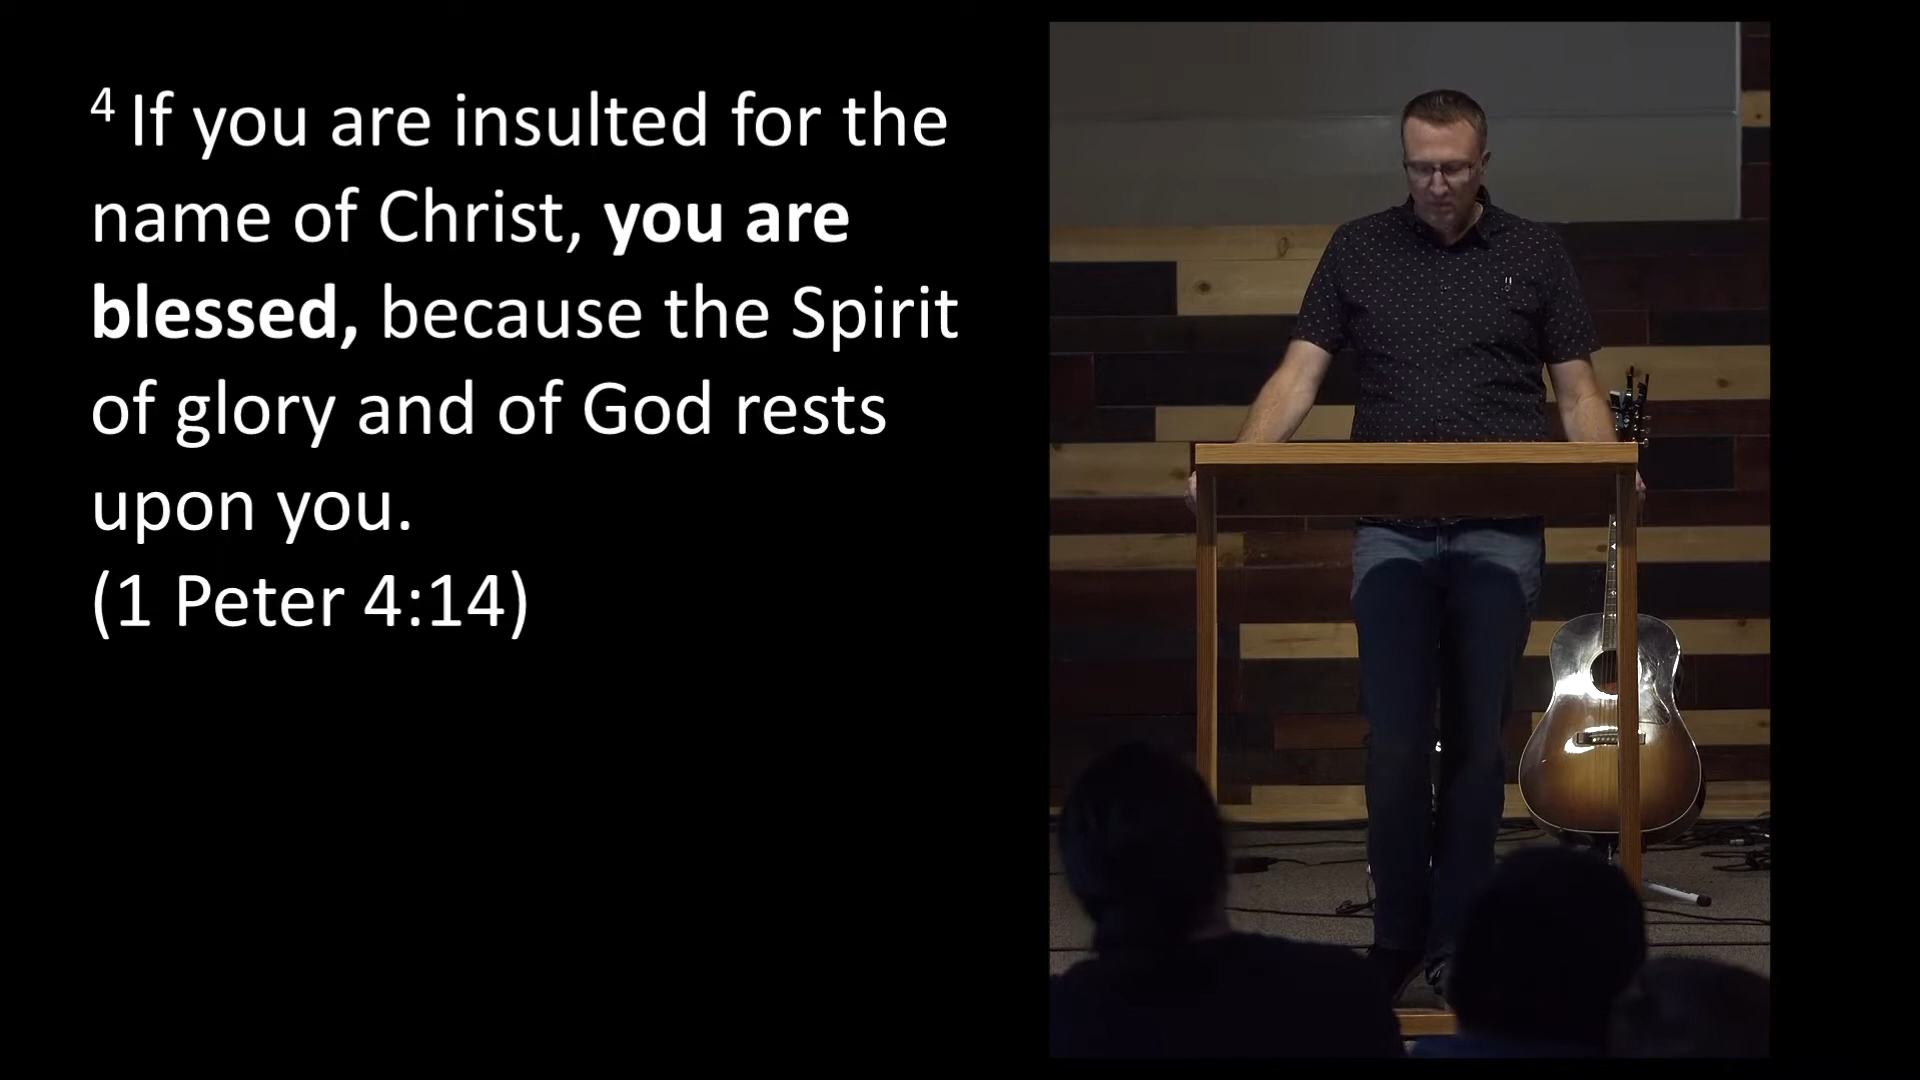 4 If you are insulted for the
name of Christ, you are
blessed, because the Spirit
of glory and of God rests
upon you.
(1 Peter 4:14)